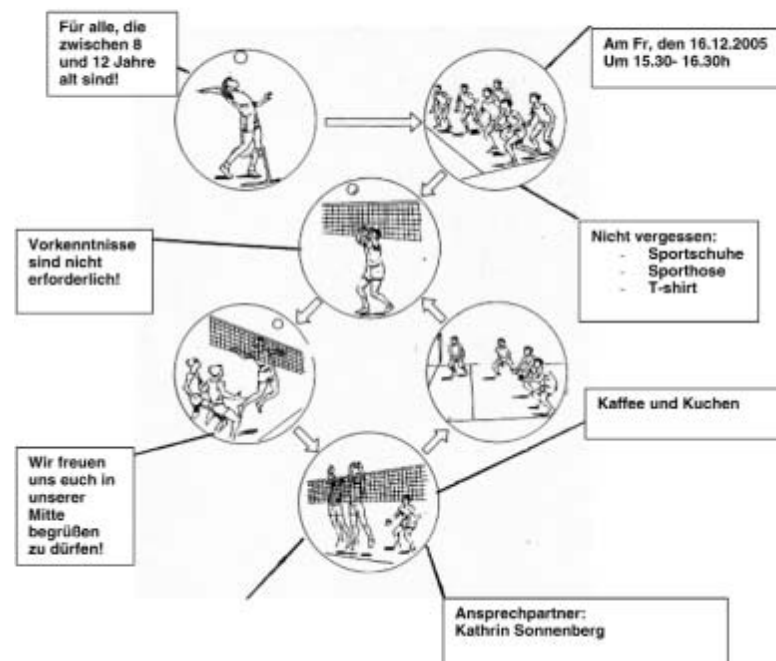 Für alle, die
zwischen 8
und 12 Jahre
alt sind!
Am Fr, den 16.12.2005
Um 15.30- 16.30h
Vorkenntnisse
sind nicht
erforderlich!
Nicht vergessen:
- Sportschuhe
- Sporthose
- T-shirt
Kaffee und Kuchen
Wir freuen
uns euch in
unserer
Mitte
begrüßen
zu dürfen!
Ansprechpartner:
Kathrin Sonnenberg